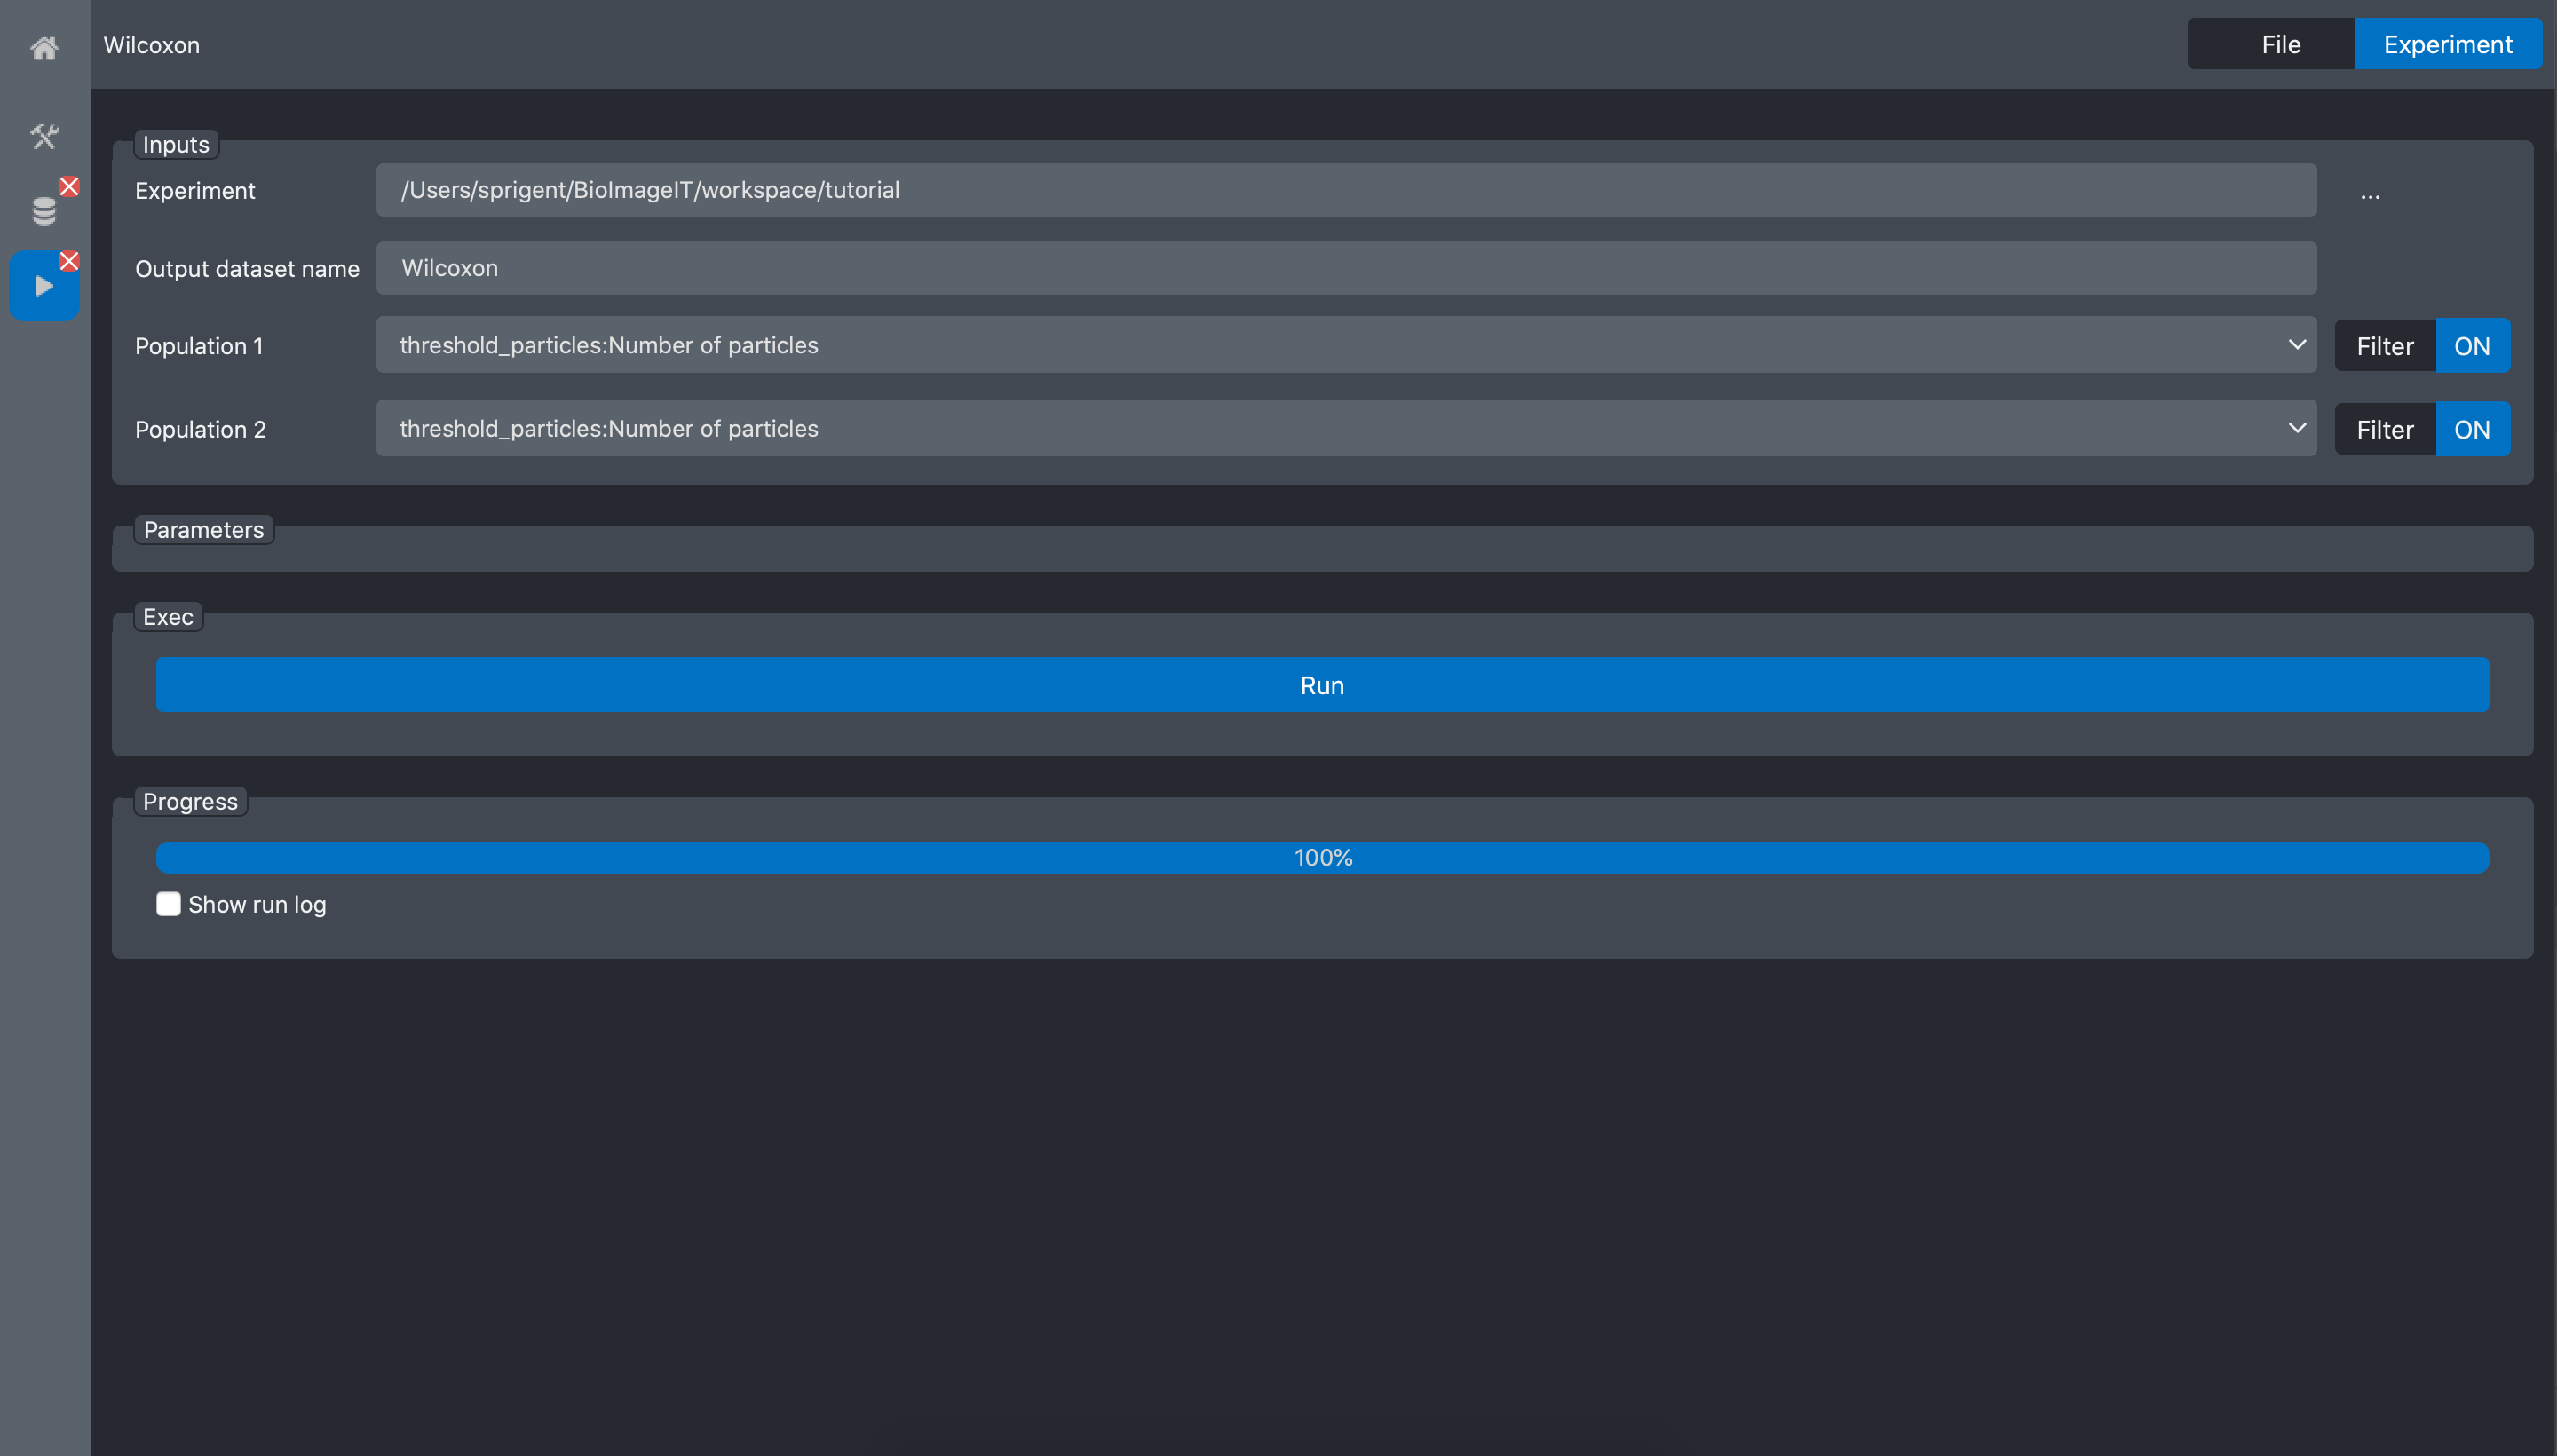 Wilcoxon
File Experiment
Inputs
Experiment /Users/sprigent/BioImageIT/workspace/tutorial ...
Output dataset name Wilcoxon
Population 1 threshold_particles:Number of particles Filter ON
Population 2 threshold_particles:Number of particles Filter ON
Parameters
Exec
Run
Progress
100%
Show run log